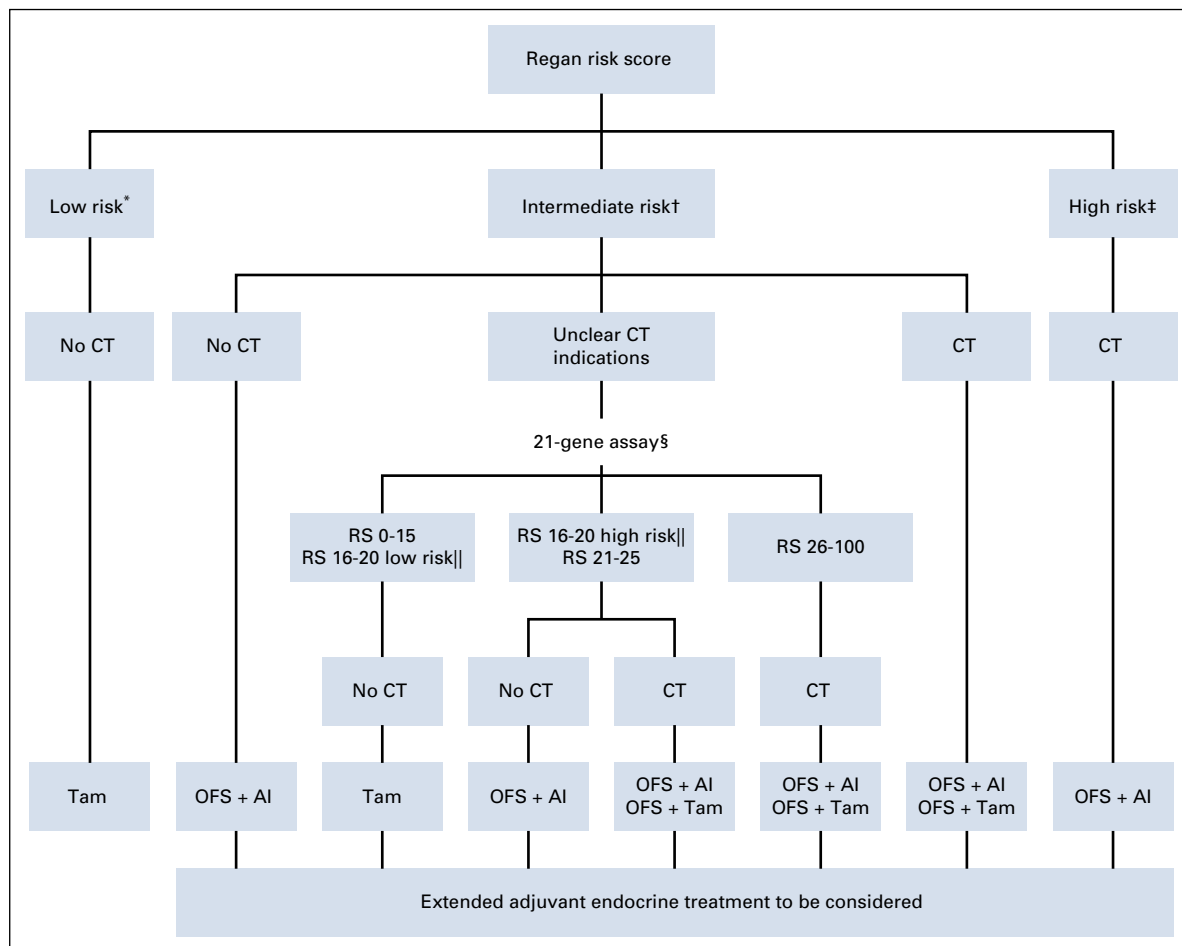 Regan risk score
Low risk*
Intermediate risk†
High risk‡
No CT
No CT
Unclear CT
indications
CT
CT
21-gene assay§
RS 0-15
RS 16-20 low risk||
RS 16-20 high risk||
RS 21-25
RS 26-100
No CT
No CT
CT
CT
Tam
OFS + AI
Tam
OFS + AI
OFS + AI
OFS + Tam
OFS + AI
OFS + Tam
OFS + AI
OFS + Tam
OFS + AI
Extended adjuvant endocrine treatment to be considered